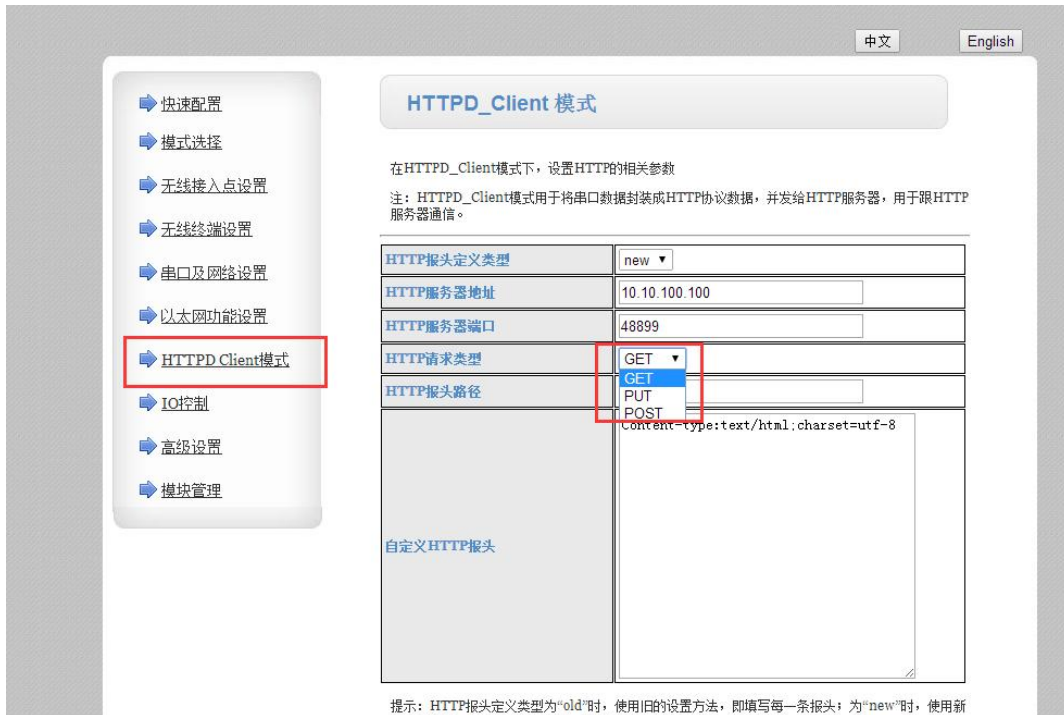 中文
English
快速配置
模式选择
无线接入点设置
无线终端设置
串口及网络设置
以太网功能设置
HTTPD Client模式
IO控制
高级设置
模块管理
HTTPD_Client 模式
在HTTPD_Client模式下，设置HTTP的相关参数
注：HTTPD_Client模式用于将串口数据封装成HTTP协议数据，并发给HTTP服务器，用于跟HTTP
服务器通信。
HTTP报头定义类型
new
HTTP服务器地址
10.10.100.100
HTTP服务器端口
48899
HTTP请求类型
GET
GET
PUT
POST
HTTP报头路径
Content-type:text/html;charset=utf-8
自定义HTTP报头
提示：HTTP报头定义类型为“old”时，使用旧的设置方法，即填写每一条报头；为“new”时，使用新